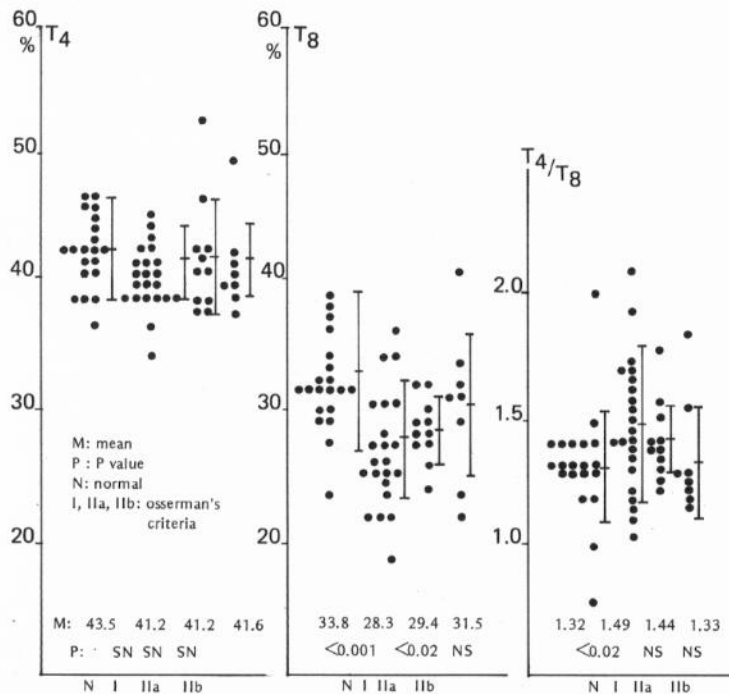 60
% T4
50
40
30
20
M: mean
P : P value
N: normal
I, IIa, IIb: osserman's
criteria
M: 43.5 41.2 41.2 41.6
P: SN SN SN
N I IIa IIb
60
% T8
50
40
30
20
33.8 28.3 29.4 31.5
<0.001 <0.02 NS
N I IIa IIb
T4/T8
2.0
1.5
1.0
1.32 1.49 1.44 1.33
<0.02 NS NS
N I IIa IIb